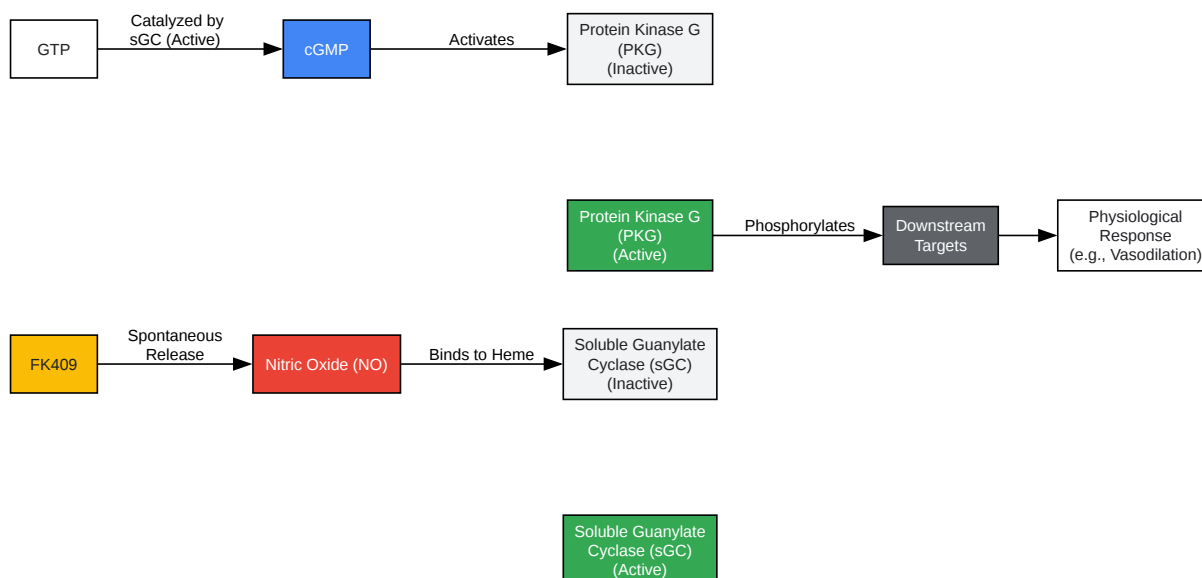 Catalyzed by
sGC (Active)
GTP
cGMP
Activates
Protein Kinase G
(PKG)
(Inactive)
Protein Kinase G
(PKG)
(Active)
Phosphorylates
Downstream
Targets
Physiological
Response
(e.g., Vasodilation)
FK409
Spontaneous
Release
Nitric Oxide (NO)
Binds to Heme
Soluble Guanylate
Cyclase (sGC)
(Inactive)
Soluble Guanylate
Cyclase (sGC)
(Active)